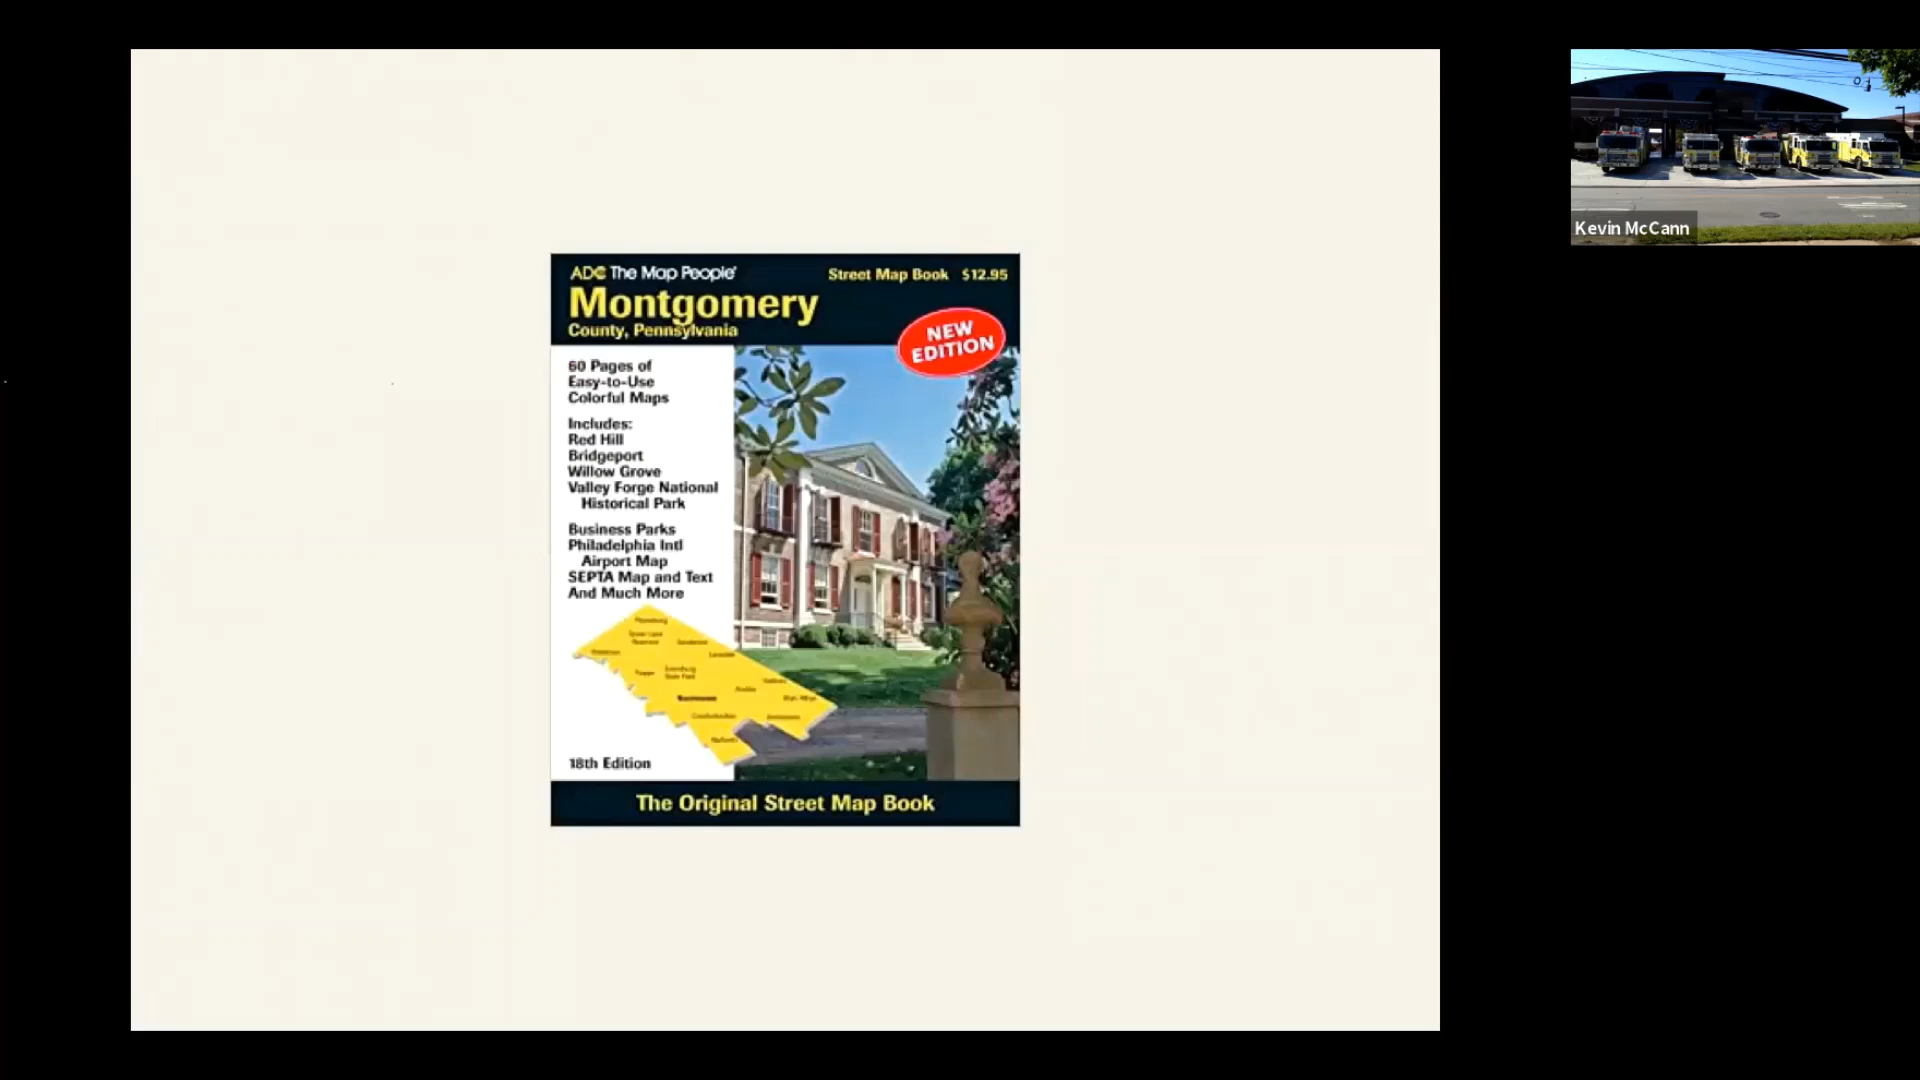 ADC The Map People®
Street Map Book $12.95
Montgomery
County, Pennsylvania
NEW
EDITION
60 Pages of
Easy-to-Use
Colorful Maps
Includes:
Red Hill
Bridgeport
Willow Grove
Valley Forge National
Historical Park
Business Parks
Philadelphia Intl
Airport Map
SEPTA Map and Text
And Much More
18th Edition
The Original Street Map Book
Kevin McCann